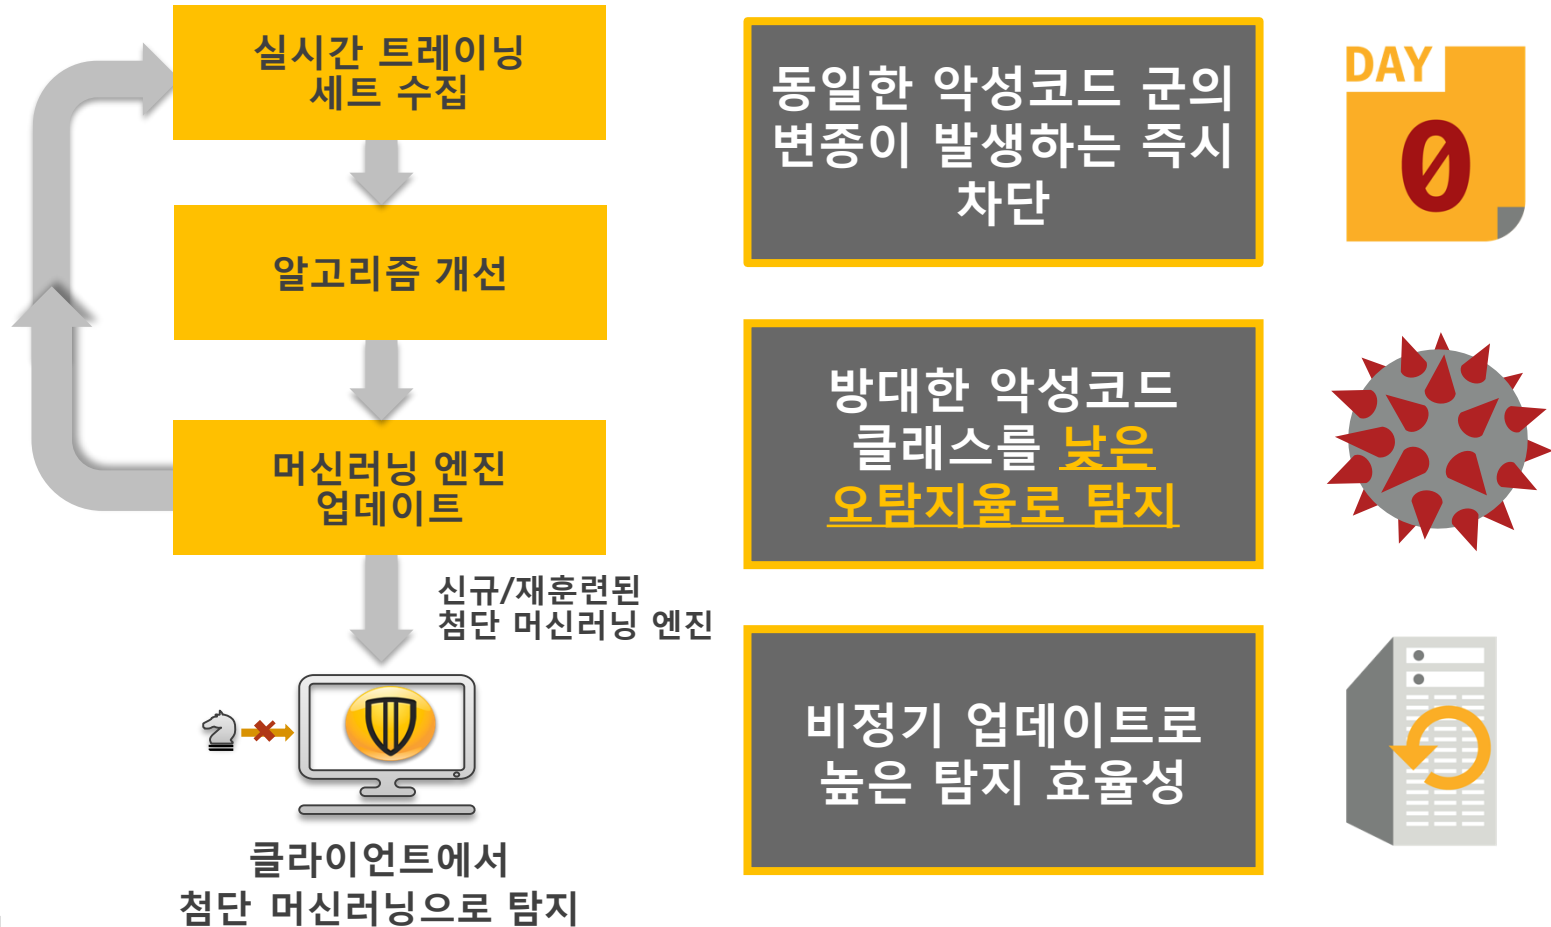 실시간 트레이닝
세트 수집
알고리즘 개선
머신러닝 엔진
업데이트
신규/재훈련된
첨단 머신러닝 엔진
클라이언트에서
첨단 머신러닝으로 탐지
동일한 악성코드 군의
변종이 발생하는 즉시
차단
DAY
0
방대한 악성코드
클래스를 낮은
오탐지율로 탐지
비정기 업데이트로
높은 탐지 효율성